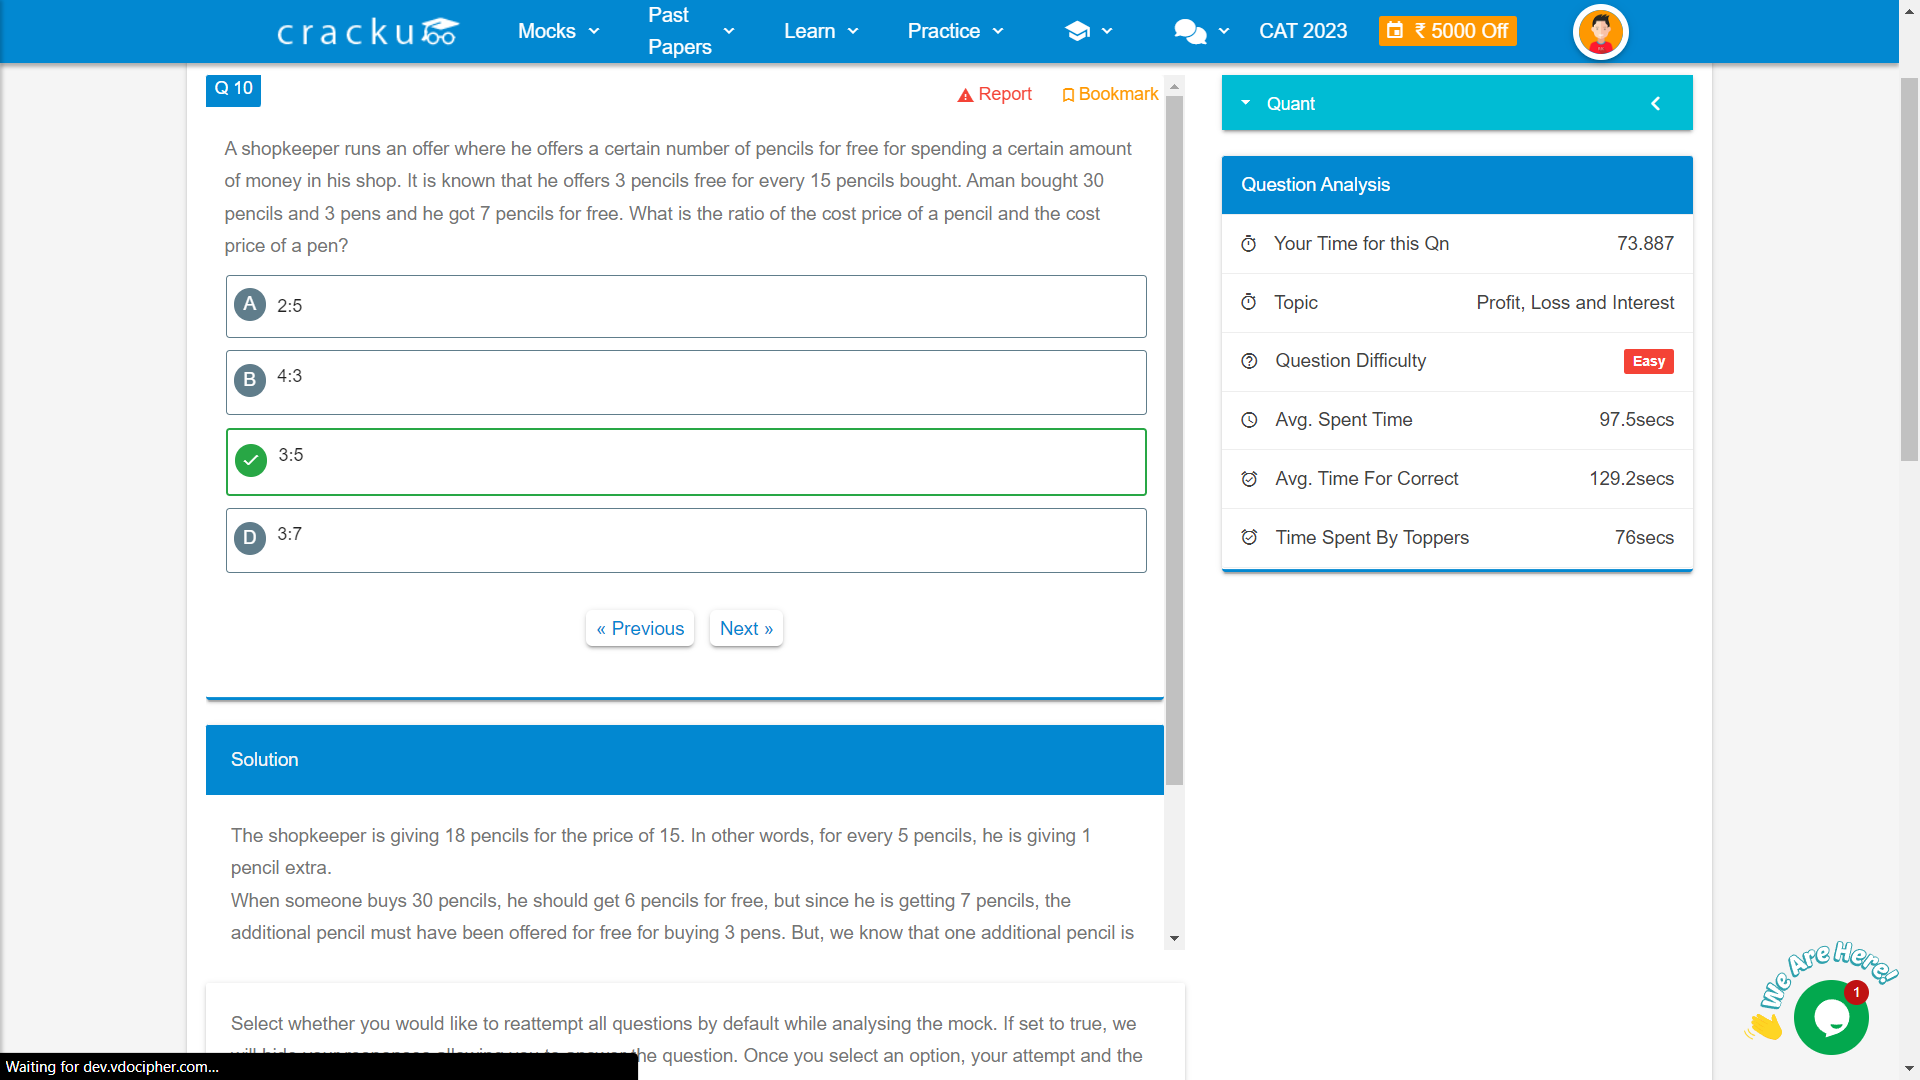 cracku
Mocks
Past Papers
Learn
Practice
CAT 2023
₹ 5000 Off
Q 10
Report
Bookmark
A shopkeeper runs an offer where he offers a certain number of pencils for free for spending a certain amount
of money in his shop. It is known that he offers 3 pencils free for every 15 pencils bought. Aman bought 30
pencils and 3 pens and he got 7 pencils for free. What is the ratio of the cost price of a pencil and the cost
price of a pen?
A 2:5
B 4:3
3:5
D 3:7
« Previous
Next »
Solution
The shopkeeper is giving 18 pencils for the price of 15. In other words, for every 5 pencils, he is giving 1
pencil extra.
When someone buys 30 pencils, he should get 6 pencils for free, but since he is getting 7 pencils, the
additional pencil must have been offered for free for buying 3 pens. But, we know that one additional pencil is
Select whether you would like to reattempt all questions by default while analysing the mock. If set to true, we
the question. Once you select an option, your attempt and the
Quant
Question Analysis
Your Time for this Qn 73.887
Topic Profit, Loss and Interest
Question Difficulty Easy
Avg. Spent Time 97.5secs
Avg. Time For Correct 129.2secs
Time Spent By Toppers 76secs
We Are Here!
1
Waiting for dev.vdocipher.com...